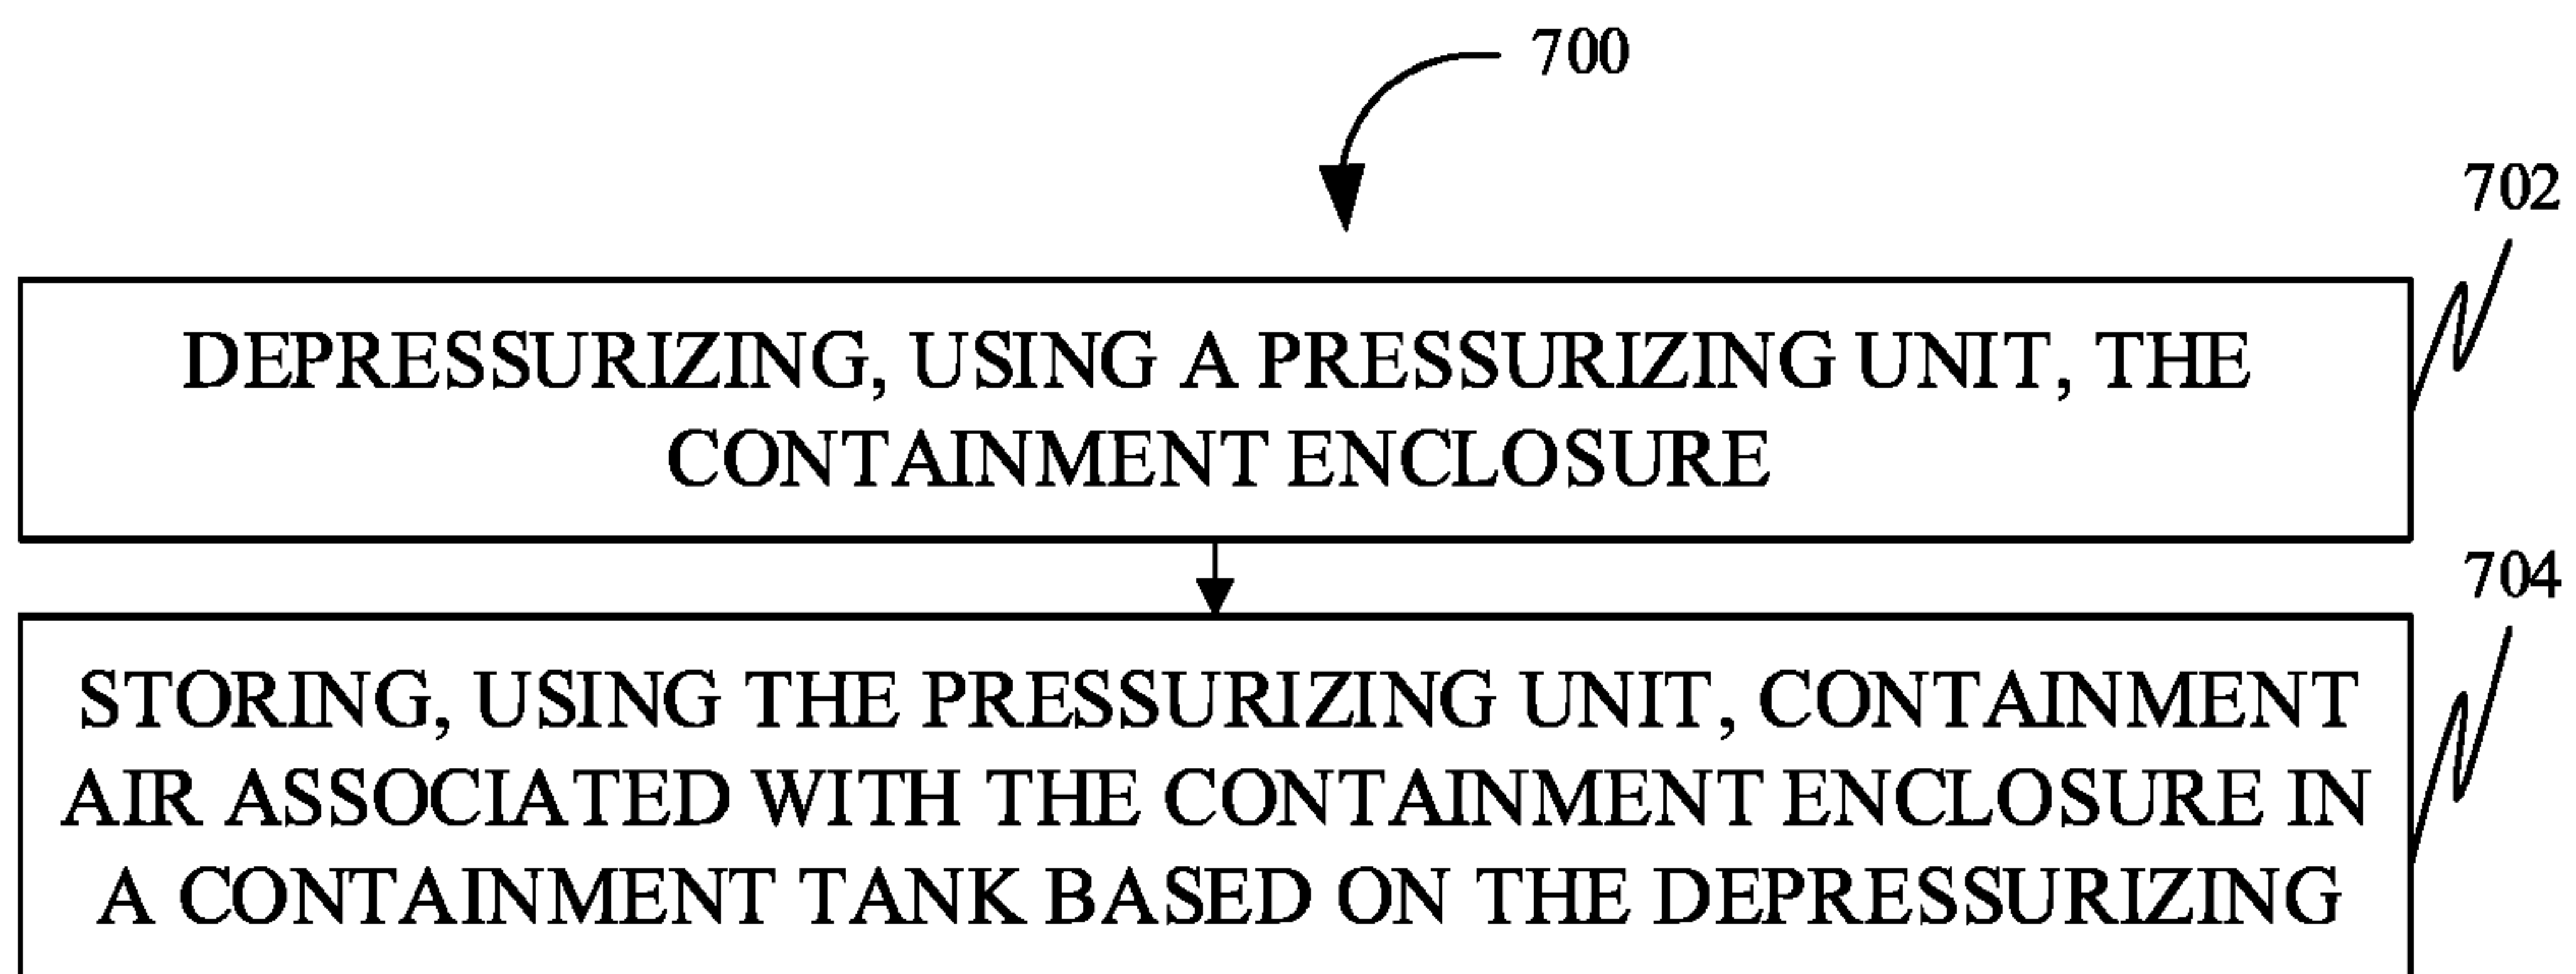 700
702
DEPRESSURIZING, USING A PRESSURIZING UNIT, THE
CONTAINMENT ENCLOSURE
704
STORING, USING THE PRESSURIZING UNIT, CONTAINMENT
AIR ASSOCIATED WITH THE CONTAINMENT ENCLOSURE IN
A CONTAINMENT TANK BASED ON THE DEPRESSURIZING